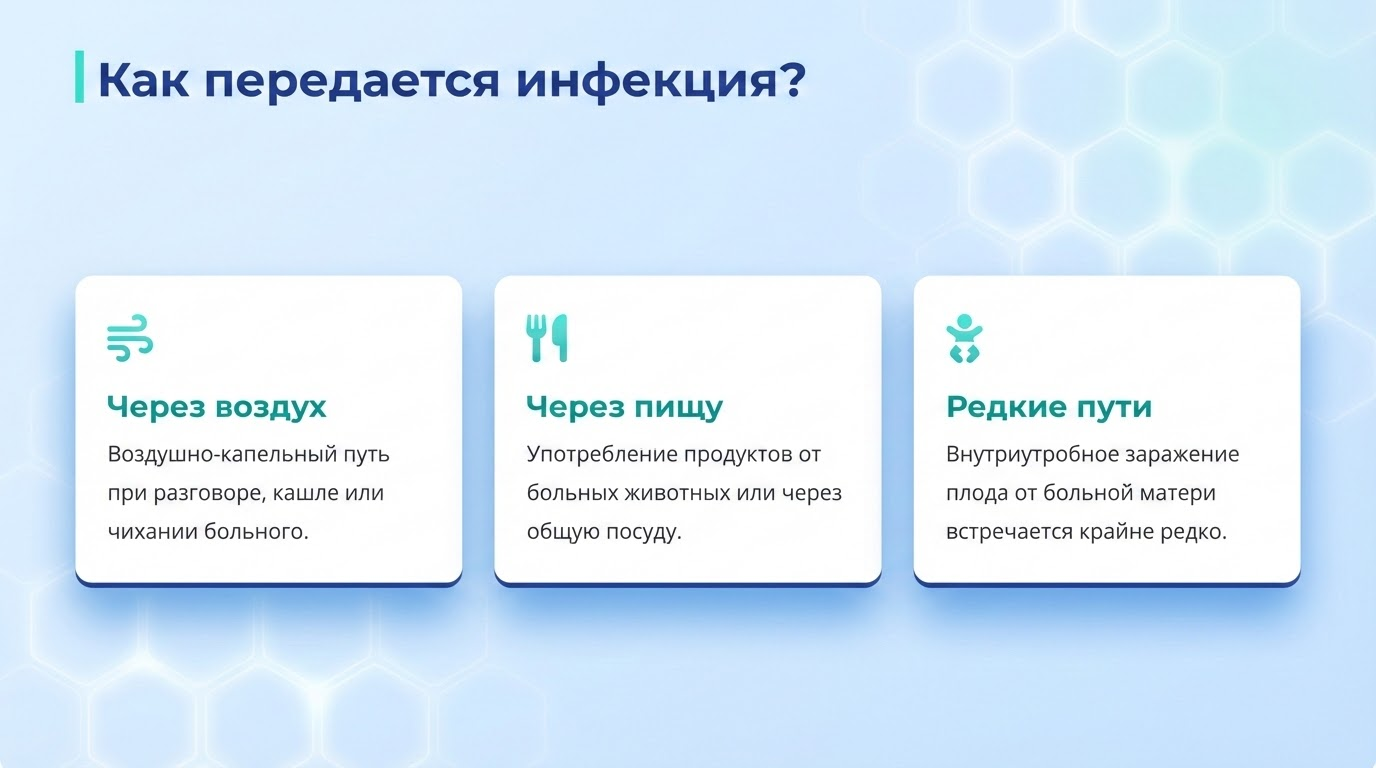 Как передается инфекция?
Через воздух
Воздушно-капельный путь
при разговоре, кашле или
чихании больного.
Через пищу
Употребление продуктов от
больных животных или через
общую посуду.
Редкие пути
Внутриутробное заражение
плода от больной матери
встречается крайне редко.